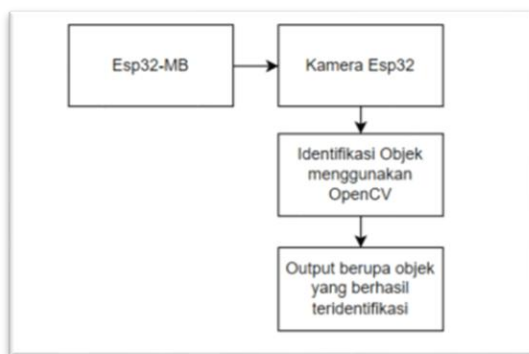 Esp32-MB
Kamera Esp32
Identifikasi Objek
menggunakan
OpenCV
Output berupa objek
yang berhasil
teridentifikasi